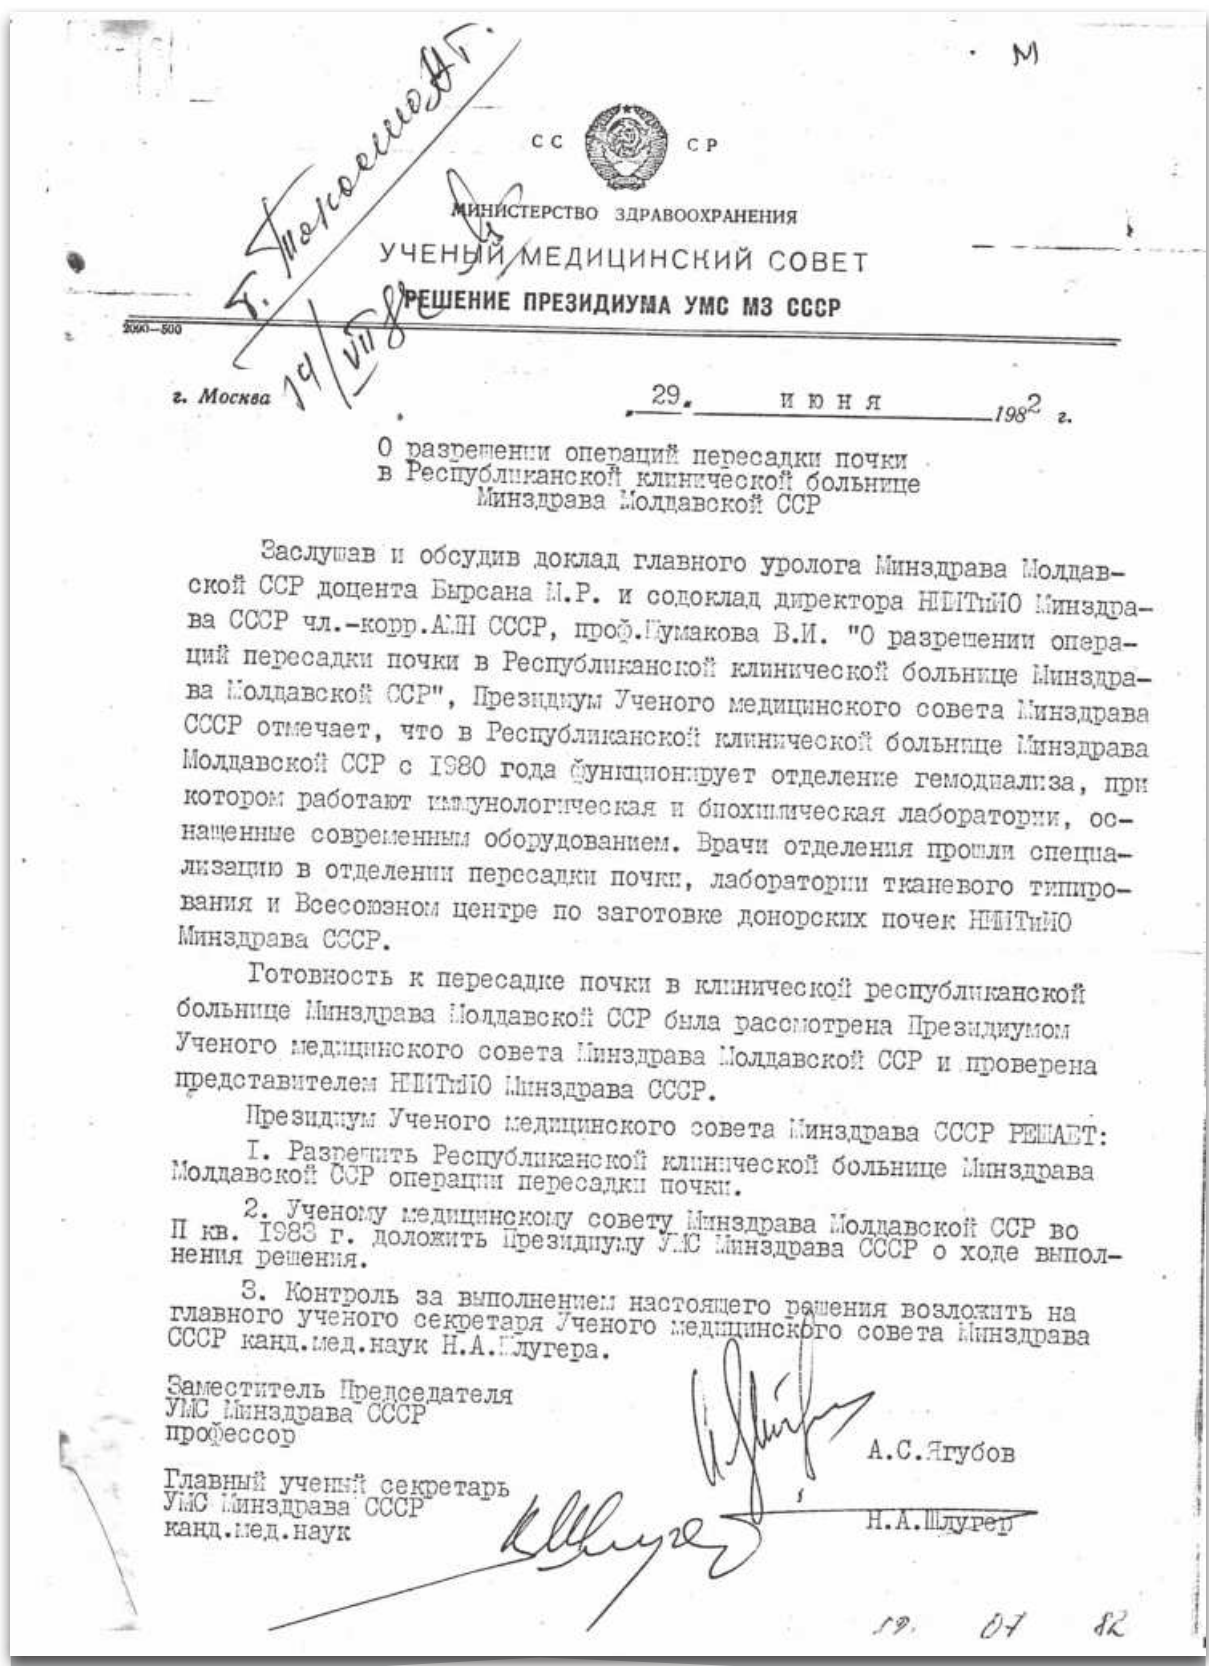 М
СС СР
МИНИСТЕРСТВО ЗДРАВООХРАНЕНИЯ
УЧЕНЫЙ МЕДИЦИНСКИЙ СОВЕТ
РЕШЕНИЕ ПРЕЗИДИУМА УМС МЗ СССР
2090—500
19/VII 82
г. Москва
29. июня 1982 г.
О разрешении операций пересадки почки
в Республиканской клинической больнице
Минздрава Молдавской ССР
Заслушав и обсудив доклад главного уролога Минздрава Молдав-
ской ССР доцента Бырсана М.Р. и содоклад директора НИИТиИО Минздра-
ва СССР чл.-корр.АМН СССР, проф.Шумакова В.И. "О разрешении опера-
ций пересадки почки в Республиканской клинической больнице Минздра-
ва Молдавской ССР", Президиум Ученого медицинского совета Минздрава
СССР отмечает, что в Республиканской клинической больнице Минздрава
Молдавской ССР с 1980 года функционирует отделение гемодиализа, при
котором работают иммунологическая и биохимическая лаборатории, ос-
нащенные современным оборудованием. Врачи отделения прошли специа-
лизацию в отделении пересадки почки, лаборатории тканевого типиро-
вания и Всесоюзном центре по заготовке донорских почек НИИТиИО
Минздрава СССР.
Готовность к пересадке почки в клинической республиканской
больнице Минздрава Молдавской ССР была рассмотрена Президиумом
Ученого медицинского совета Минздрава Молдавской ССР и проверена
представителем НИИТиИО Минздрава СССР.
Президиум Ученого медицинского совета Минздрава СССР РЕШАЕТ:
I. Разрешить Республиканской клинической больнице Минздрава
Молдавской ССР операции пересадки почки.
2. Ученому медицинскому совету Минздрава Молдавской ССР во
П кв. 1983 г. доложить Президиуму УМС Минздрава СССР о ходе выпол-
нения решения.
3. Контроль за выполнением настоящего решения возложить на
главного ученого секретаря Ученого медицинского совета Минздрава
СССР канд.мед.наук Н.А.Шлугера.
Заместитель Председателя
УМС Минздрава СССР
профессор
А.С.Ягубов
Главный ученый секретарь
УМС Минздрава СССР
канд.мед.наук
Н.А.Шлугер
19. 07 82